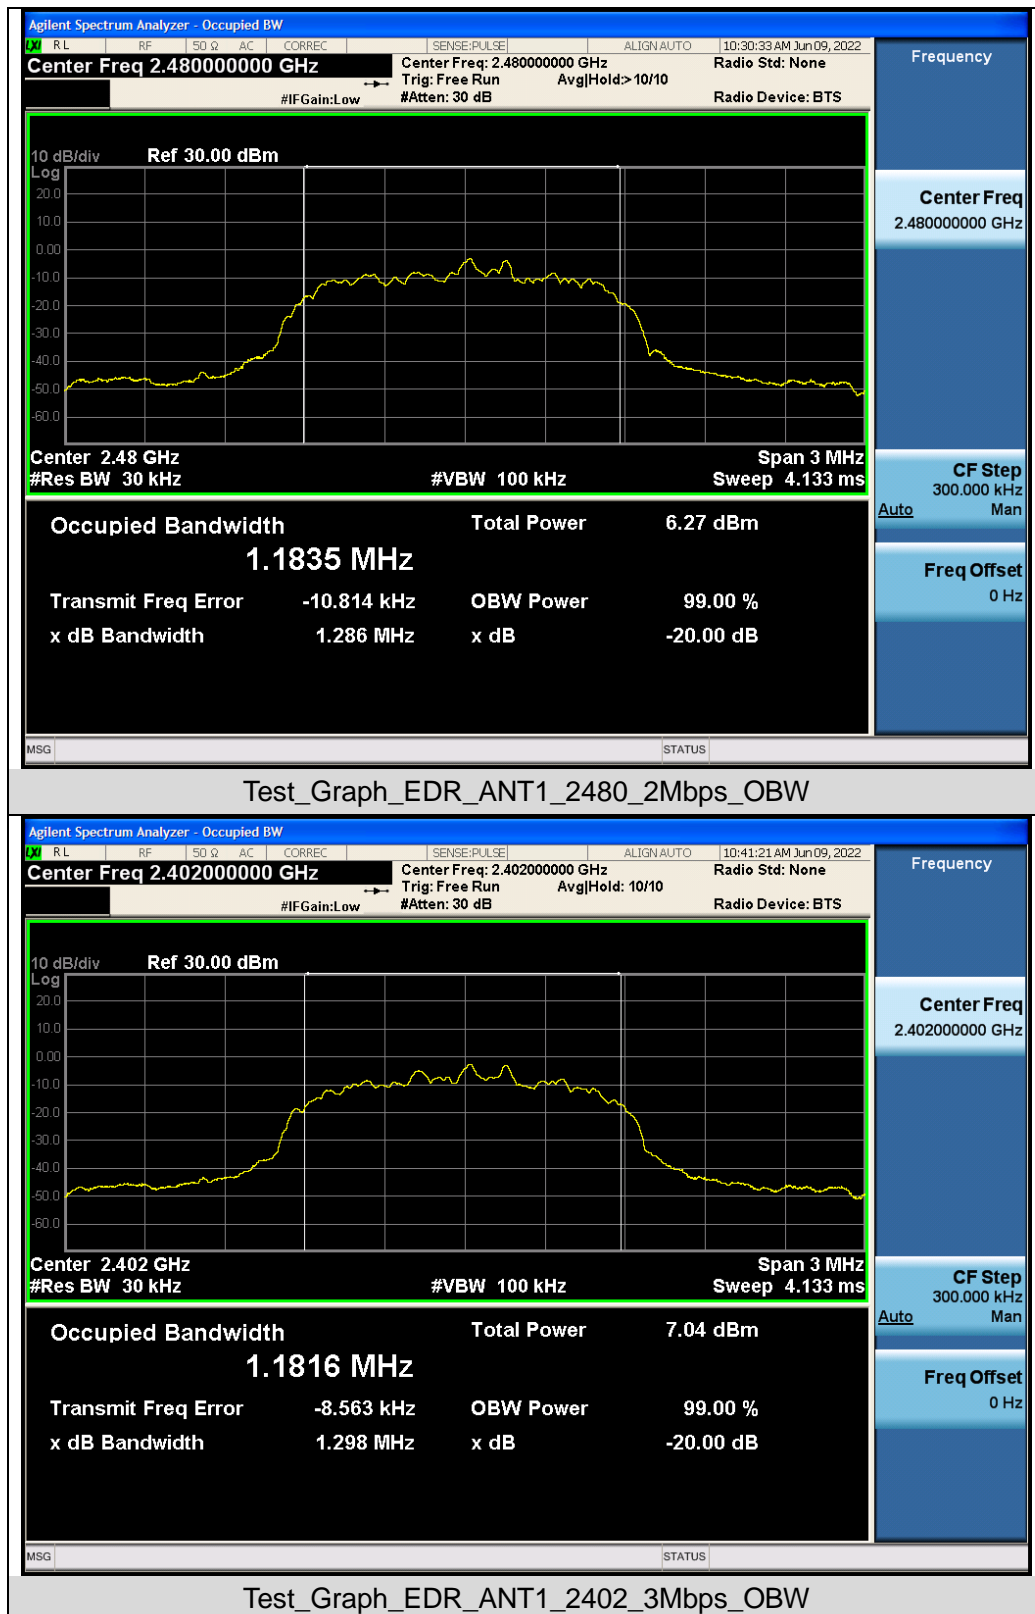 Agilent Spectrum Analyzer - Occupied BW
LXI RL RF 50 Ω AC CORREC SENSE:PULSE ALIGN AUTO 10:30:33 AM Jun 09, 2022
Center Freq 2.480000000 GHz Center Freq: 2.480000000 GHz Radio Std: None Frequency
Trig: Free Run Avg|Hold:> 10/10
#IFGain:Low #Atten: 30 dB Radio Device: BTS
10 dB/div Ref 30.00 dBm
Log
20.0
10.0
0.00
-10.0
-20.0
-30.0
-40.0
-50.0
-60.0
Center Freq
2.480000000 GHz
Center 2.48 GHz Span 3 MHz
#Res BW 30 kHz #VBW 100 kHz Sweep 4.133 ms
CF Step
300.000 kHz
Auto Man
Occupied Bandwidth Total Power 6.27 dBm
1.1835 MHz
Transmit Freq Error -10.814 kHz OBW Power 99.00 %
x dB Bandwidth 1.286 MHz x dB -20.00 dB
Freq Offset
0 Hz
MSG STATUS
Test_Graph_EDR_ANT1_2480_2Mbps_OBW
Agilent Spectrum Analyzer - Occupied BW
LXI RL RF 50 Ω AC CORREC SENSE:PULSE ALIGN AUTO 10:41:21 AM Jun 09, 2022
Center Freq 2.402000000 GHz Center Freq: 2.402000000 GHz Radio Std: None Frequency
Trig: Free Run Avg|Hold: 10/10
#IFGain:Low #Atten: 30 dB Radio Device: BTS
10 dB/div Ref 30.00 dBm
Log
20.0
10.0
0.00
-10.0
-20.0
-30.0
-40.0
-50.0
-60.0
Center Freq
2.402000000 GHz
Center 2.402 GHz Span 3 MHz
#Res BW 30 kHz #VBW 100 kHz Sweep 4.133 ms
CF Step
300.000 kHz
Auto Man
Occupied Bandwidth Total Power 7.04 dBm
1.1816 MHz
Transmit Freq Error -8.563 kHz OBW Power 99.00 %
x dB Bandwidth 1.298 MHz x dB -20.00 dB
Freq Offset
0 Hz
MSG STATUS
Test_Graph_EDR_ANT1_2402_3Mbps_OBW